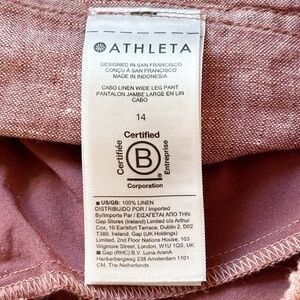 ATHLETA
DESIGNED IN SAN FRANCISCO
CONÇU À SAN FRANCISCO
MADE IN INDONESIA
CABO LINEN WIDE LEG PANT
PANTALON JAMBE LARGE EN LIN
CABO
14
Certified
Certifiée
B
Entreprise
Corporation
US/GB: 100% LINEN
DISTRIBUIDO POR / Imported
By/Importe Par / ΕΙΣΑΓΕΤΑΙ ΑΠΟ ΤΗΝ:
Gap Stores (Ireland) Limited c/o Arthur
Cox, 10 Earlsfort Terrace, Dublin 2, D02
T380, Ireland, Gap (UK Holdings)
Limited, 2nd Floor Nations House, 103
Wigmore Street, London, W1U 1QS, UK
Gap (RHC) B.V. Luna Arena
Herikerbergweg 238 Amsterdam 1101
CM, The Netherlands